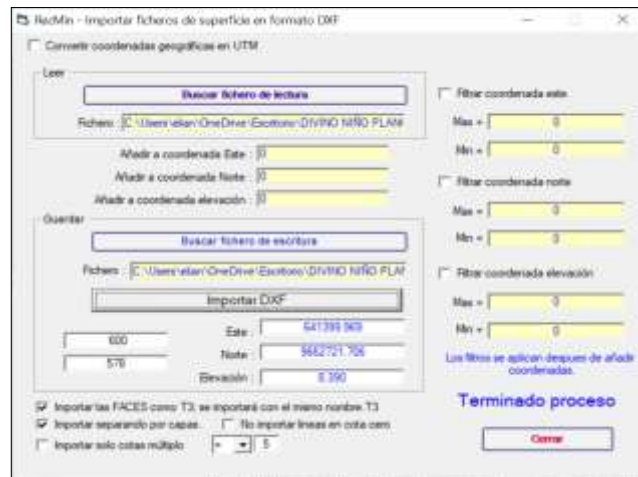 RecMin - Importar ficheros de superficie en formato DXF
Convertir coordenadas geográficas en UTM
Leer
Buscar fichero de lectura
Fichero : C:\Users\elian\OneDrive\Escritorio\DIVINO NIÑO PLAN
Añadir a coordenada Este : 0
Añadir a coordenada Norte : 0
Añadir a coordenada elevación : 0
Guardar
Buscar fichero de escritura
Fichero : C:\Users\elian\OneDrive\Escritorio\DIVINO NIÑO PLAN
Importar DXF
600
578
Este : 641399.969
Norte : 9662721.706
Elevación : 0.390
Importar las FACES como T3, se importará con el mismo nombre.T3
Importar separando por capas.
No importar lineas en cota cero
Importar solo cotas múltiplo
= 5
Filtrar coordenada este
Max = 0
Min = 0
Filtrar coordenada norte
Max = 0
Min = 0
Filtrar coordenada elevación
Max = 0
Min = 0
Los filtros se aplican despues de añadir
coordenadas.
Terminado proceso
Cerrar